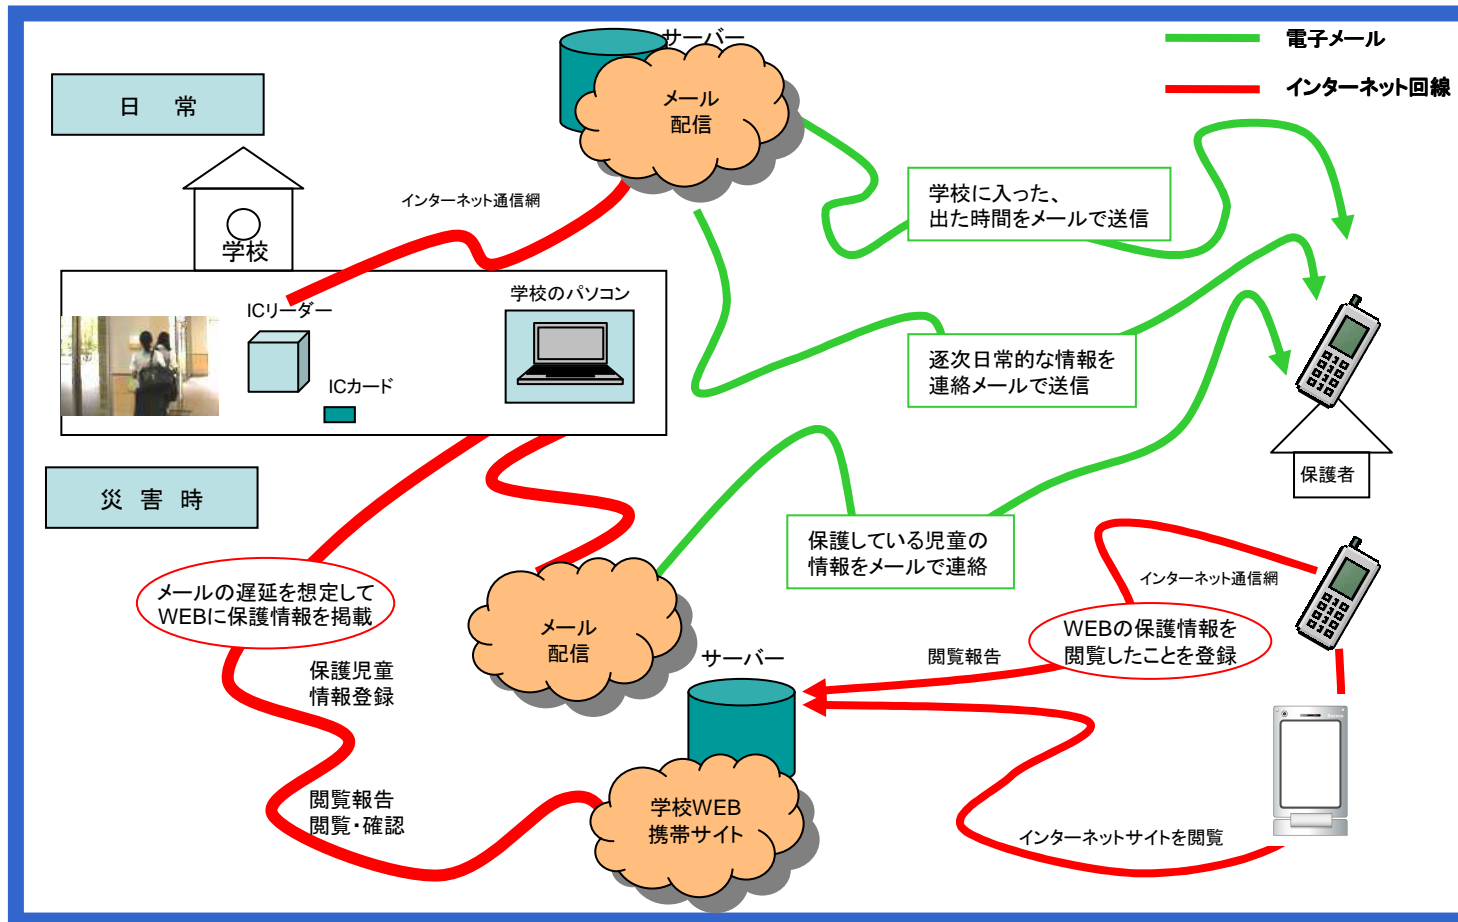 サーバー
電子メール
インターネット回線
日　常
メール
配信
インターネット通信網
学校に入った、
出た時間をメールで送信
学校
ICリーダー
学校のパソコン
ICカード
逐次日常的な情報を
連絡メールで送信
保護者
災 害 時
保護している児童の
情報をメールで連絡
メールの遅延を想定して
WEBに保護情報を掲載
インターネット通信網
メール
配信
WEBの保護情報を
閲覧したことを登録
閲覧報告
サーバー
保護児童
情報登録
閲覧報告
閲覧・確認
学校WEB
携帯サイト
インターネットサイトを閲覧